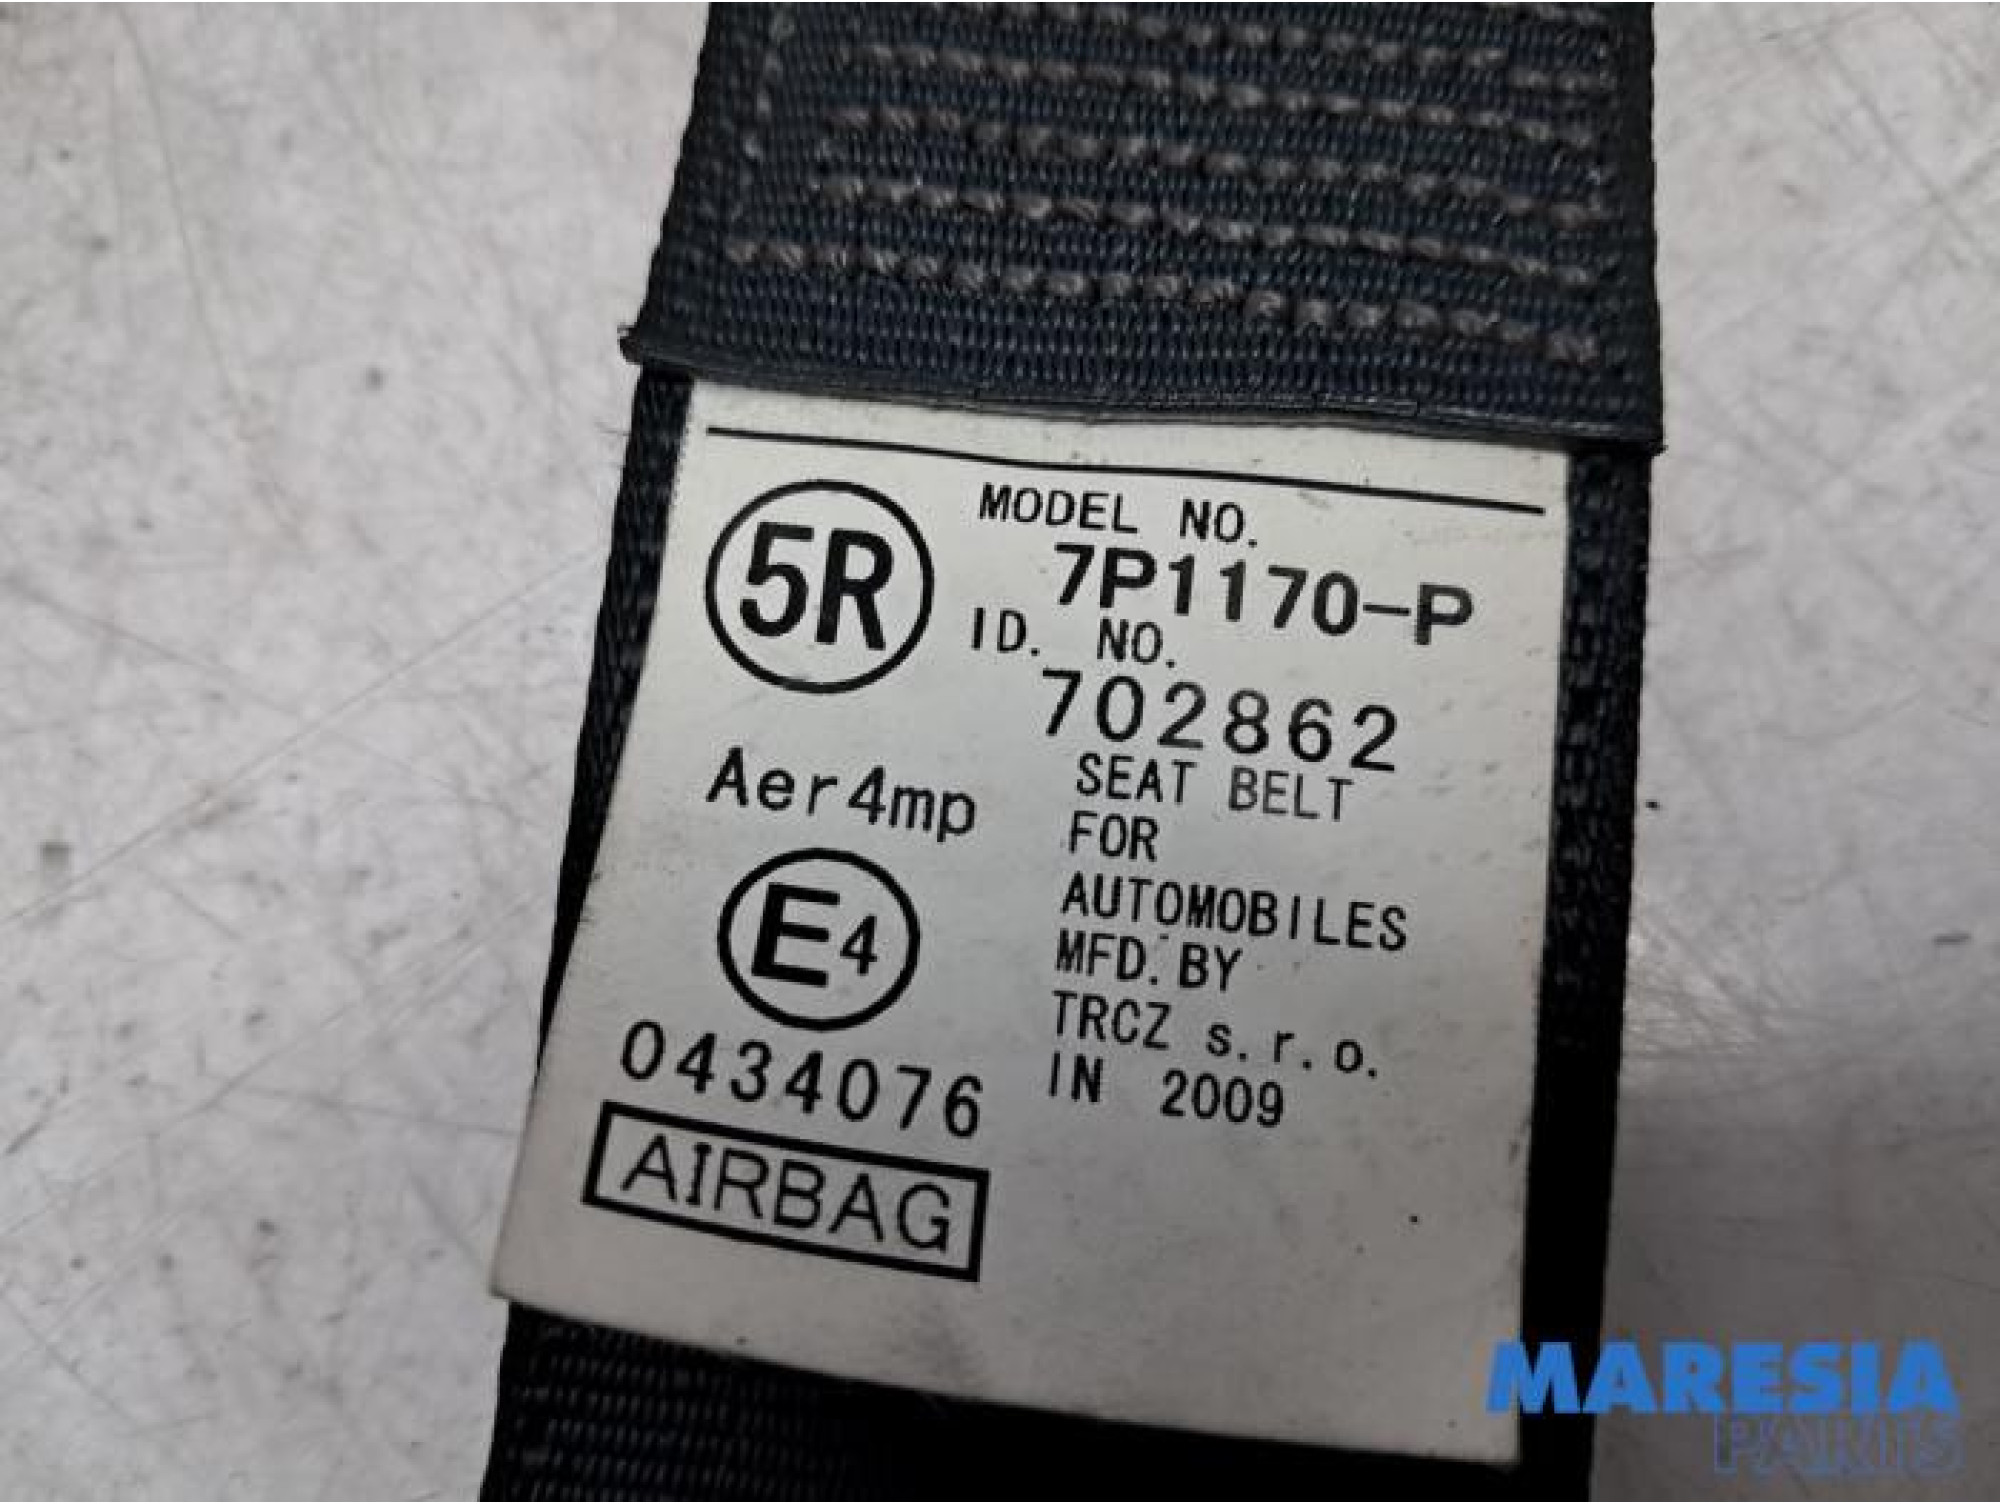 5R
MODEL NO.
7P1170-P
ID. NO.
702862
Aer4mp
SEAT BELT
FOR
AUTOMOBILES
MFD. BY
TRCZ s.r.o.
IN 2009
E4
0434076
AIRBAG
MARESIA
PARTS